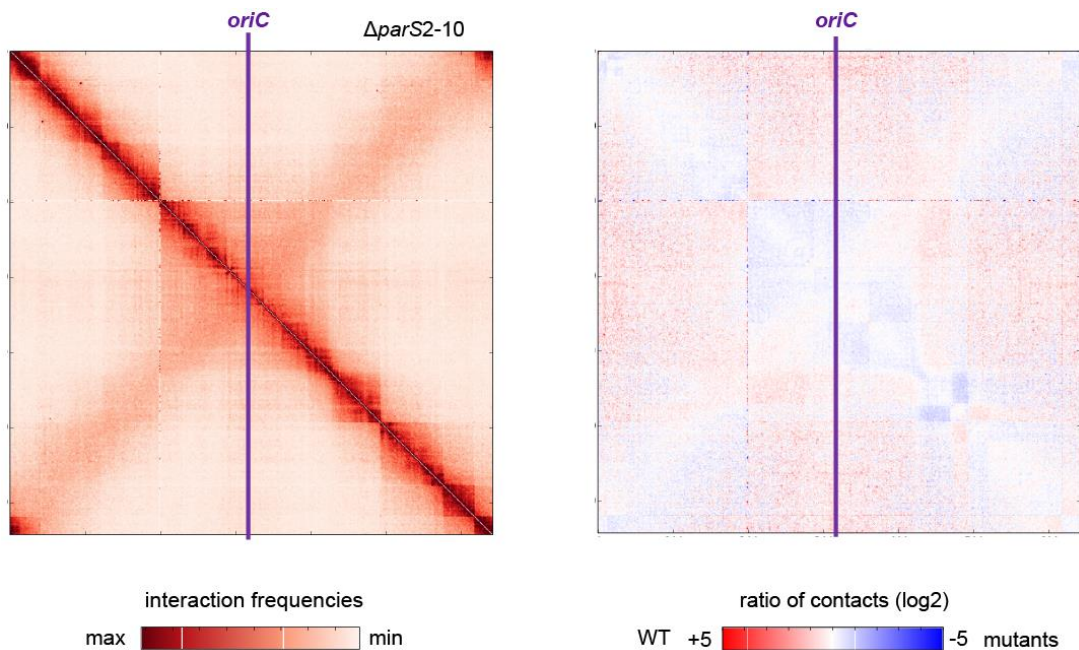 oriC
ΔparS2-10
oriC
interaction frequencies
max
min
ratio of contacts (log2)
WT +5
-5 mutants